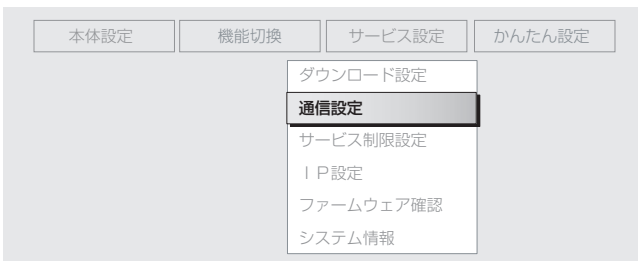 本体設定 機能切換 サービス設定 かんたん設定
ダウンロード設定
通信設定
サービス制限設定
ＩＰ設定
ファームウェア確認
システム情報